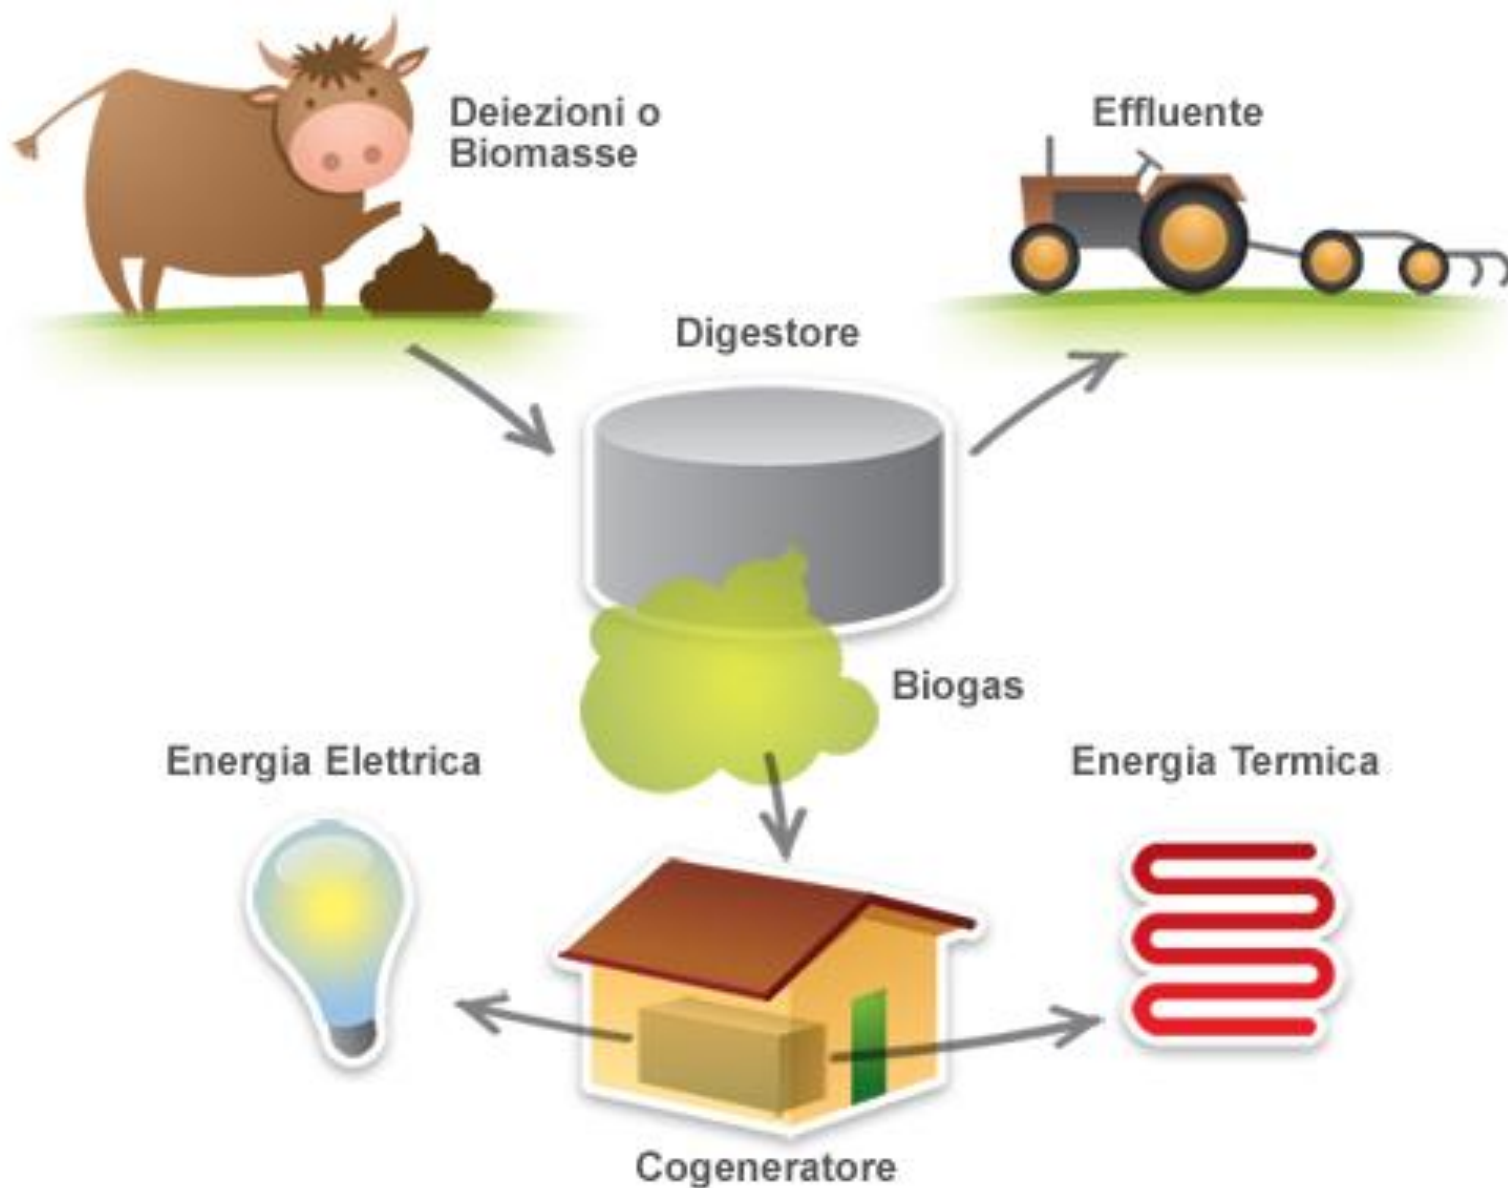 Deiezioni o
Biomasse
Effluente
Digestore
Biogas
Energia Elettrica
Energia Termica
Cogeneratore